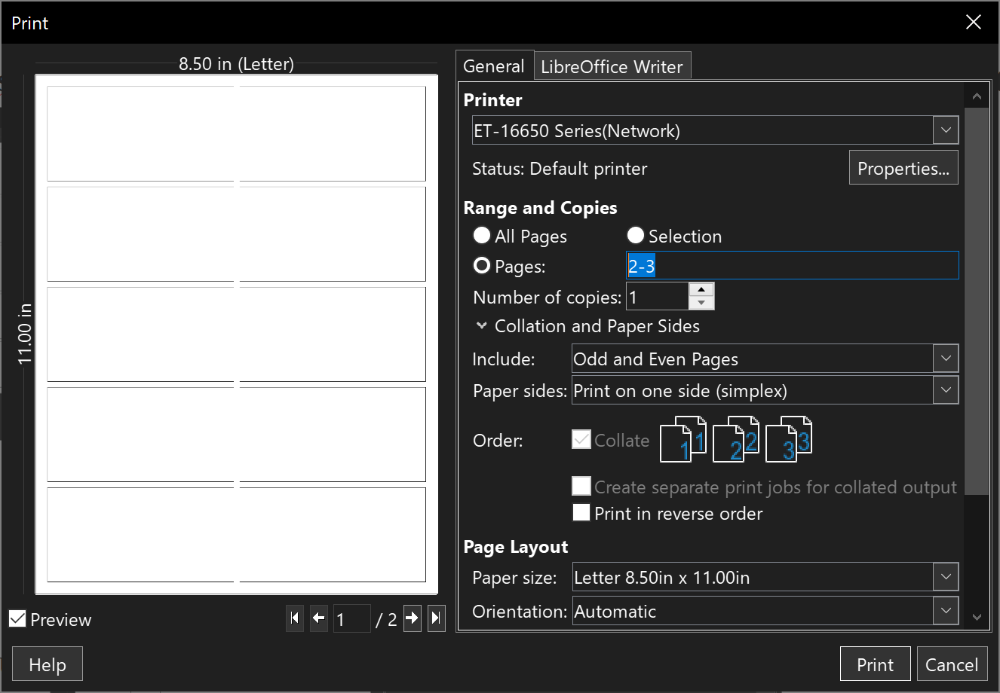 Print
8.50 in (Letter)
11.00 in
General
LibreOffice Writer
Printer
ET-16650 Series(Network)
Status: Default printer
Properties...
Range and Copies
All Pages
Selection
Pages:
2-3
Number of copies:
1
Collation and Paper Sides
Include:
Odd and Even Pages
Paper sides:
Print on one side (simplex)
Order:
Collate
1 1 2 2 3 3
Create separate print jobs for collated output
Print in reverse order
Page Layout
Paper size:
Letter 8.50in x 11.00in
Orientation:
Automatic
Preview
1 / 2
Help
Print
Cancel